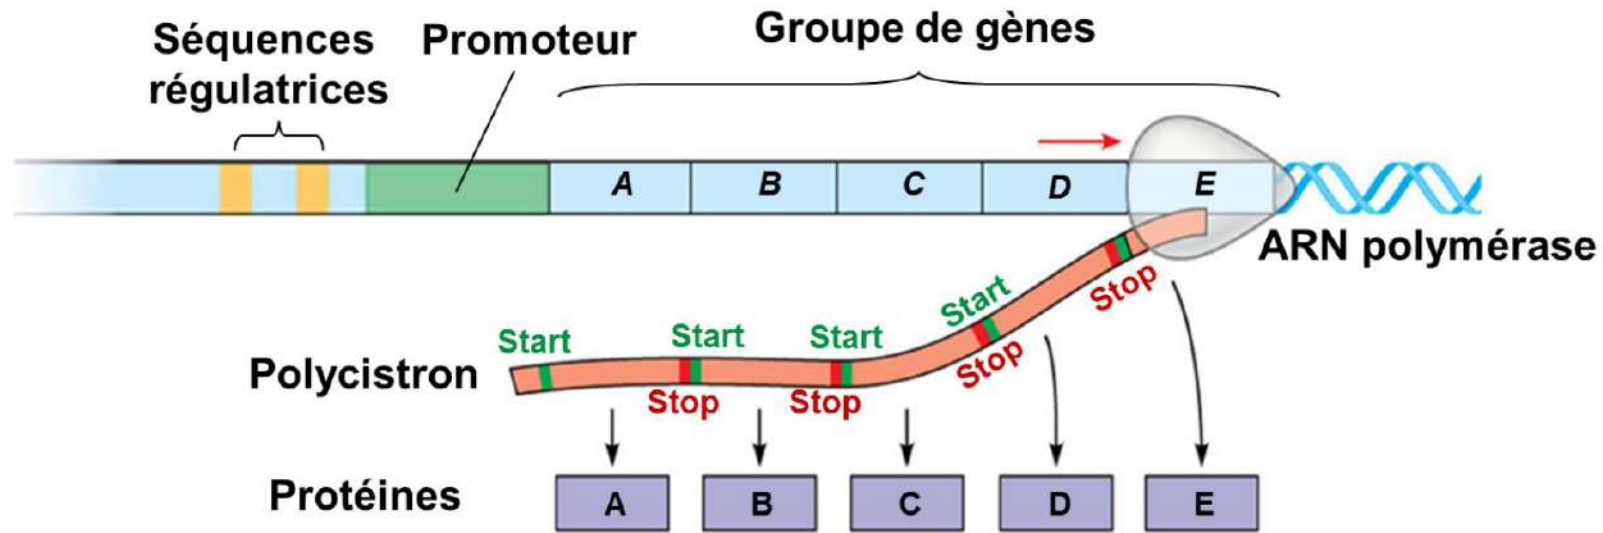 Séquences
régulatrices
Promoteur
Groupe de gènes
A B C D E
ARN polymérase
Polycistron
Start
Start
Start
Start
Stop
Stop
Stop
Stop
Protéines
A B C D E